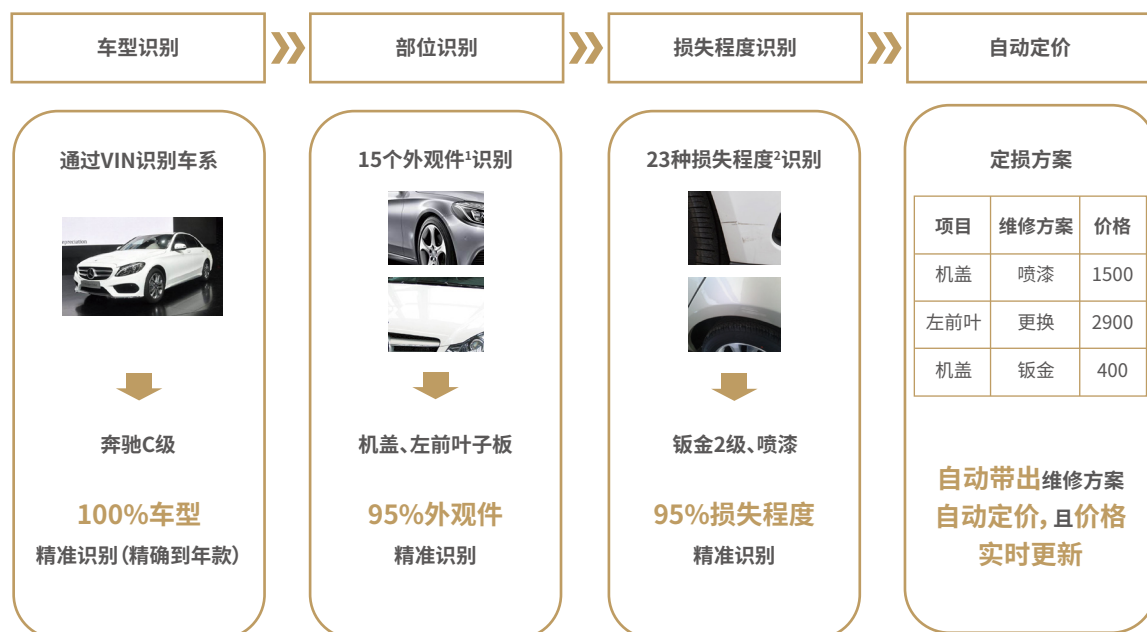 车型识别
部位识别
损失程度识别
自动定价
通过VIN识别车系
奔驰C级
100%车型
精准识别(精确到年款)
15个外观件¹识别
机盖、左前叶子板
95%外观件
精准识别
23种损失程度²识别
钣金2级、喷漆
95%损失程度
精准识别
定损方案
项目 维修方案 价格
机盖 喷漆 1500
左前叶 更换 2900
机盖 钣金 400
自动带出维修方案
自动定价,且价格
实时更新